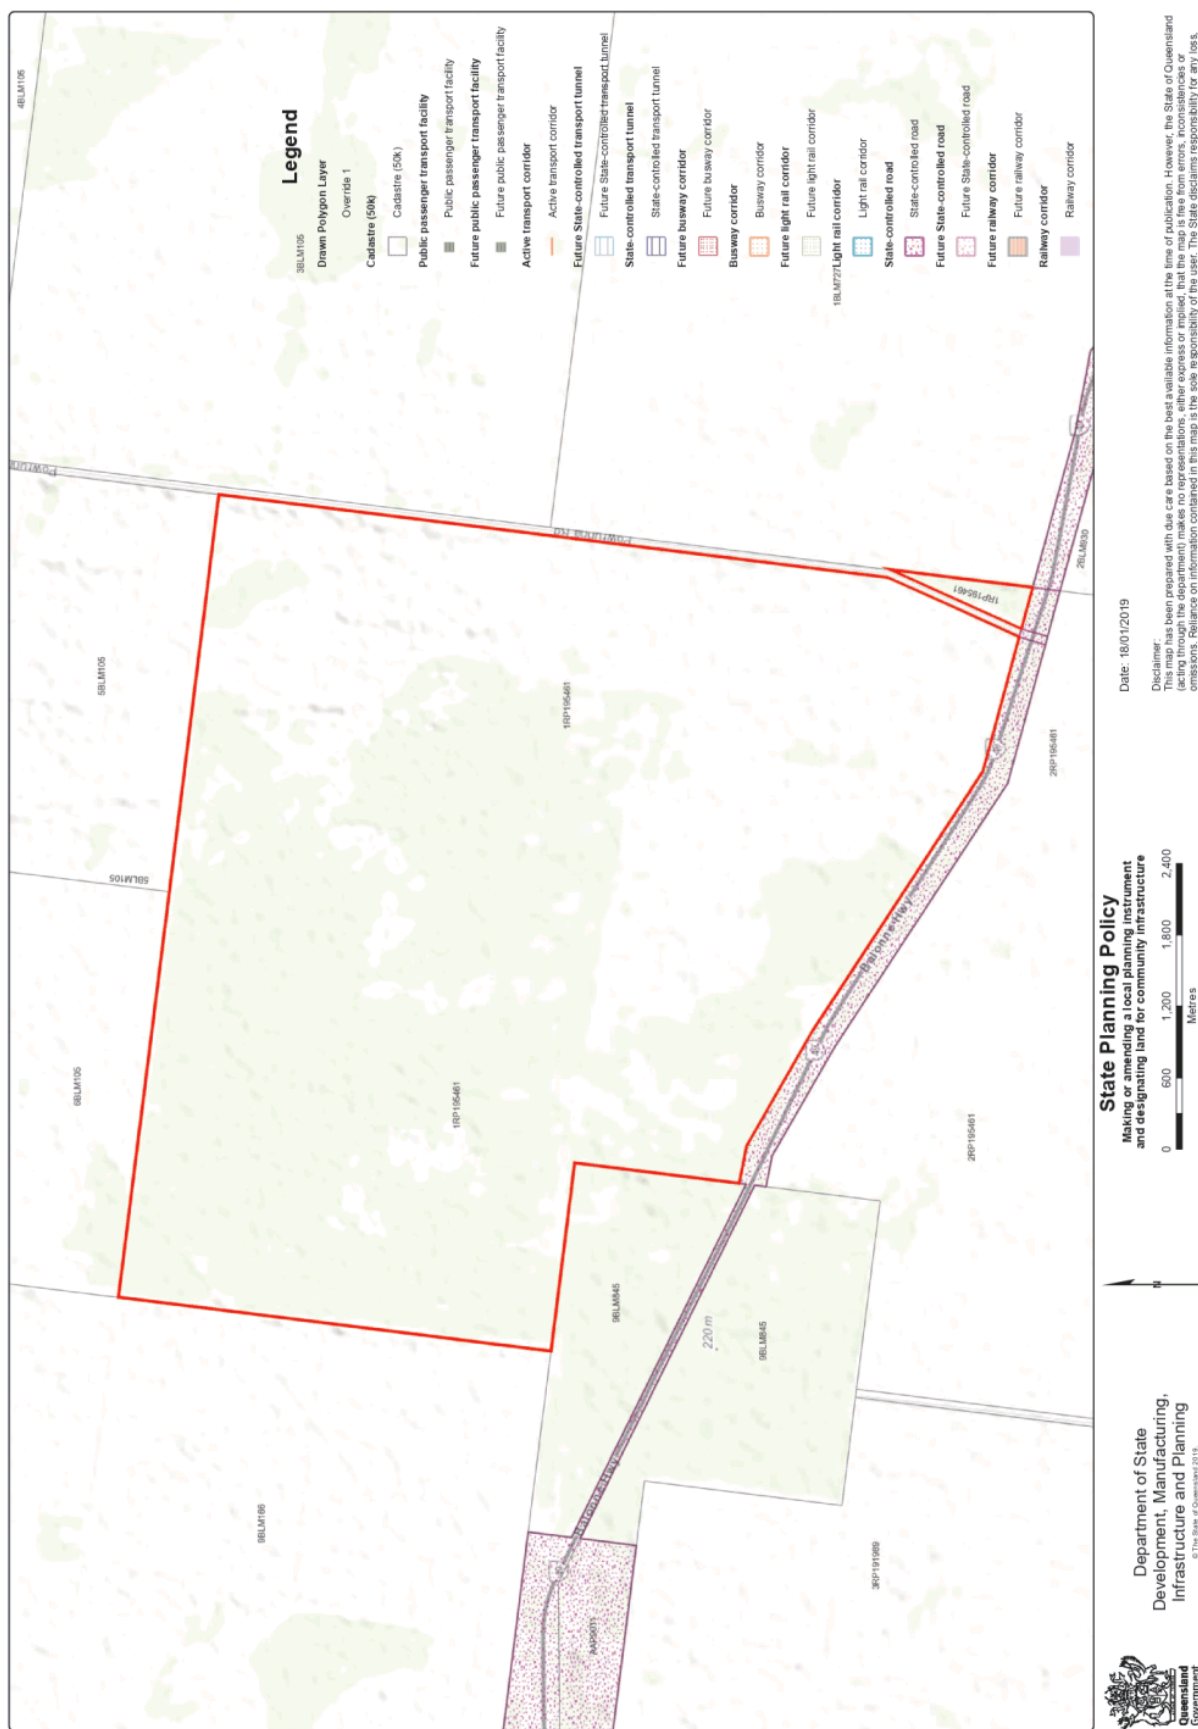 4BLM105
3BLM105
5BLM105
5BLM105
6BLM105
1RP195461
1RP195461
1RP195461
9BLM166
9BLM845
9BLM845
220 m
3RP191989
2RP195461
2RP195461
2BLM930
1BLM727
Powrunna Rd
Balonne Hwy
Balonne Hwy
Legend
Drawn Polygon Layer
Override 1
Cadastre (50k)
Cadastre (50k)
Public passenger transport facility
Public passenger transport facility
Future public passenger transport facility
Future public passenger transport facility
Active transport corridor
Active transport corridor
Future State-controlled transport tunnel
Future State-controlled transport tunnel
State-controlled transport tunnel
State-controlled transport tunnel
Future busway corridor
Future busway corridor
Busway corridor
Busway corridor
Future light rail corridor
Future light rail corridor
Light rail corridor
Light rail corridor
State-controlled road
State-controlled road
Future State-controlled road
Future State-controlled road
Future railway corridor
Future railway corridor
Railway corridor
Railway corridor
Queensland
Government
Department of State
Development, Manufacturing,
Infrastructure and Planning
© The State of Queensland 2019.
N
State Planning Policy
Making or amending a local planning instrument
and designating land for community infrastructure
0 600 1,200 1,800 2,400
Metres
Date: 18/01/2019
Disclaimer:
This map has been prepared with due care based on the best available information at the time of publication. However, the State of Queensland
(acting through the department) makes no representations, either express or implied, that the map is free from errors, inconsistencies or
omissions. Reliance on information contained in this map is the sole responsibility of the user. The State disclaims responsibility for any loss,